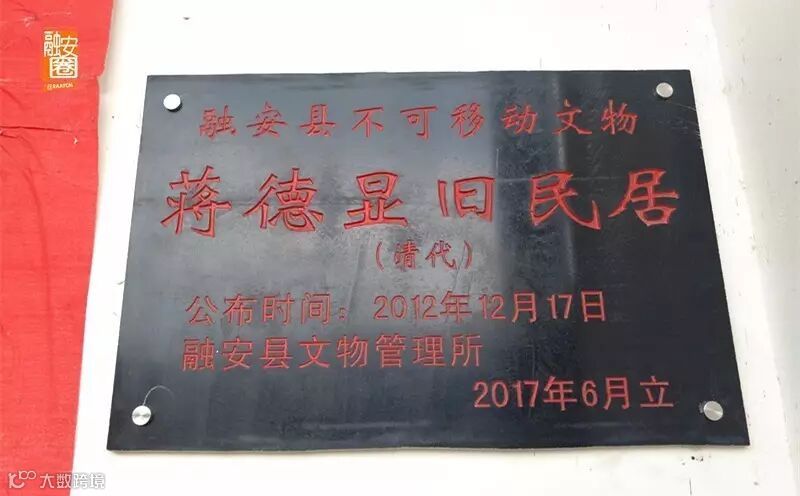 融安圈
融安县不可移动文物
蒋德显旧民居
(清代)
公布时间：2012年12月17日
融安县文物管理所
2017年6月立
大数跨境